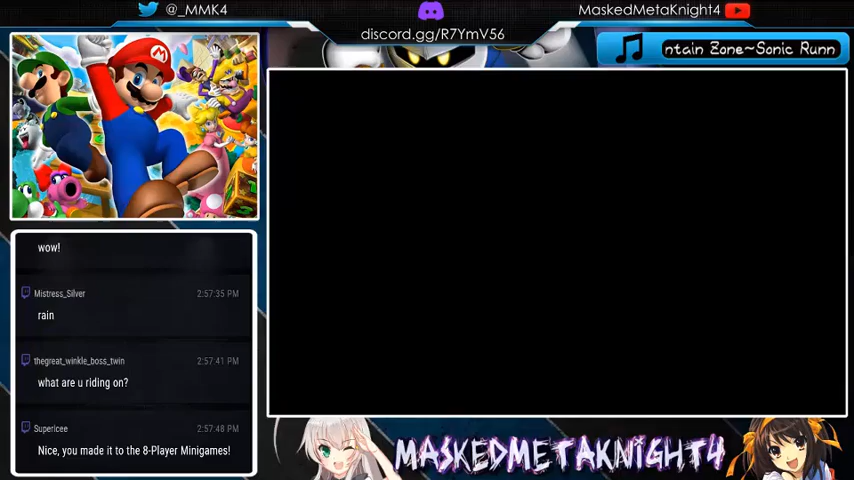 @_MMK4
discord.gg/R7YmV56
MaskedMetaKnight4
ntain Zone~Sonic Runn
wow!
Mistress_Silver 2:57:35 PM
rain
thegreat_winkle_boss_twin 2:57:41 PM
what are u riding on?
Supericee 2:57:48 PM
Nice, you made it to the 8-Player Minigames!
MASKEDMETAKNIGHT4